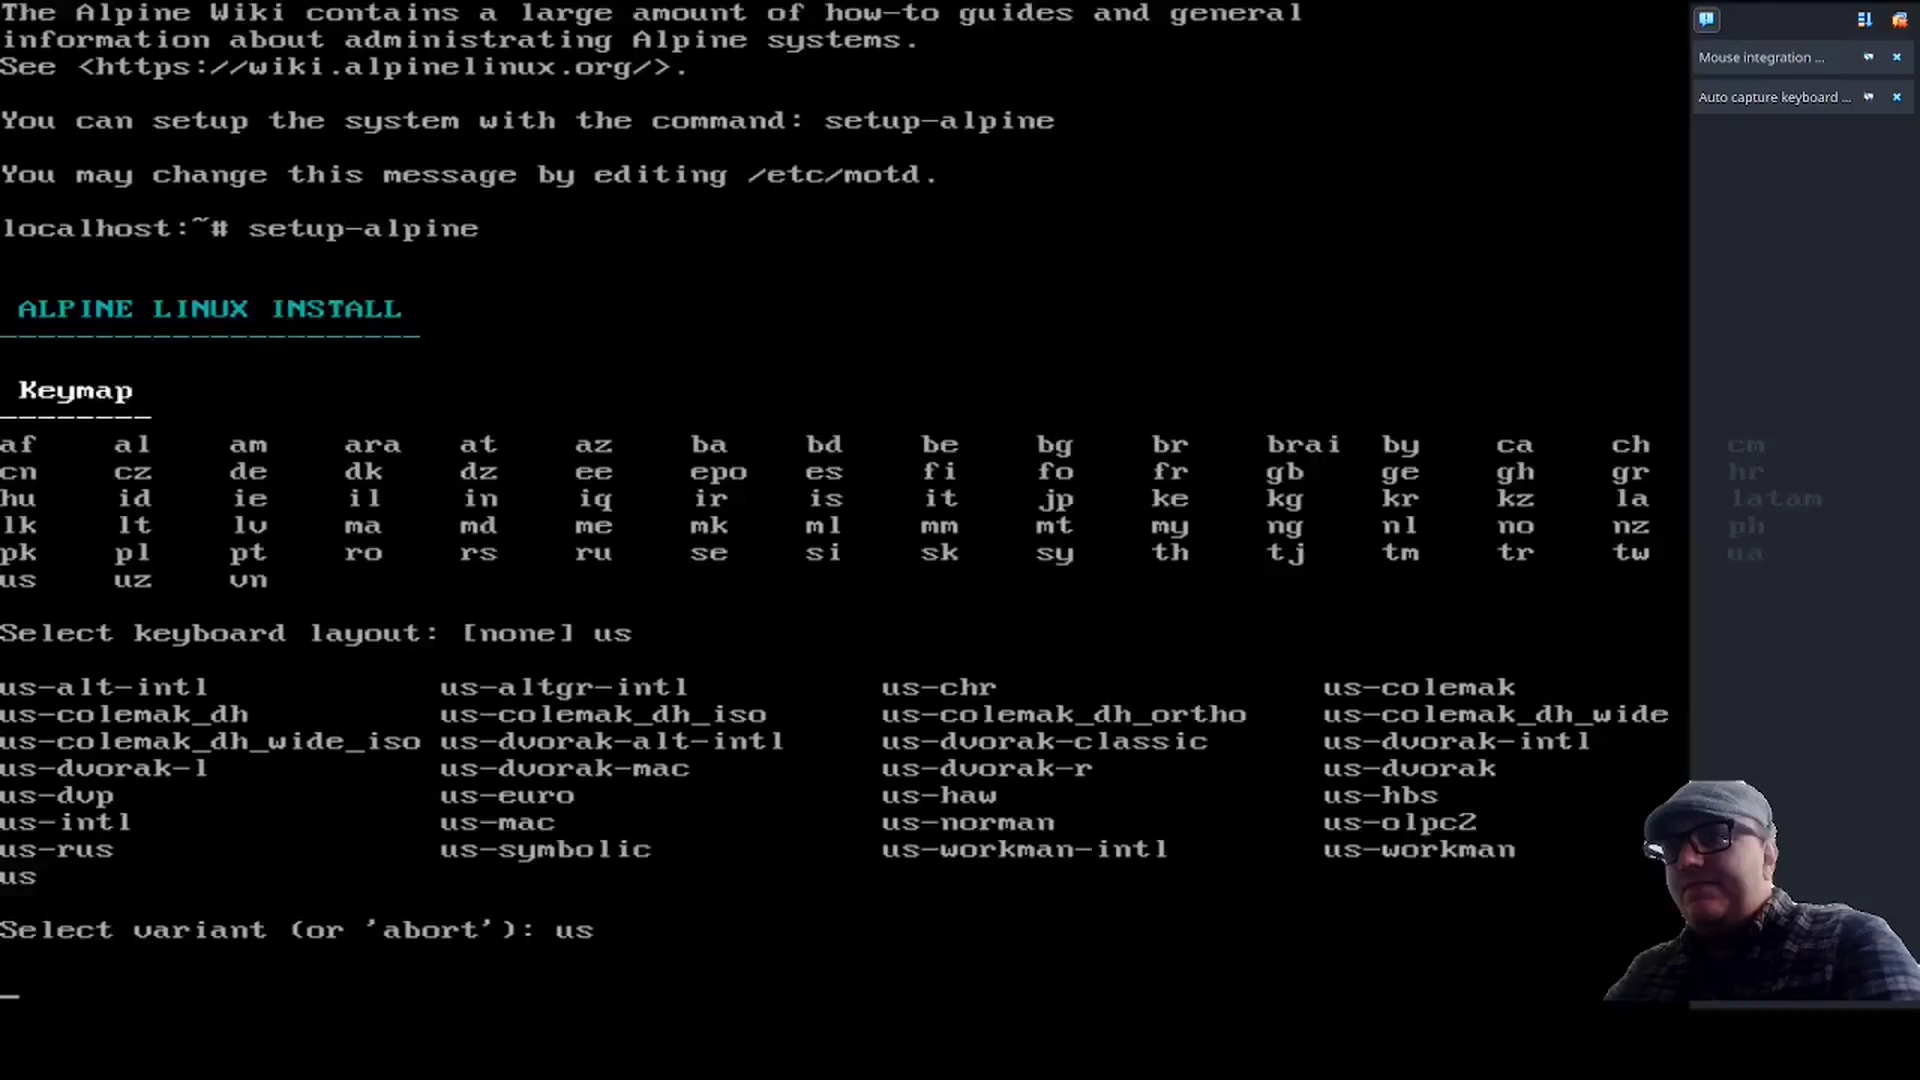 The Alpine Wiki contains a large amount of how-to guides and general
information about administrating Alpine systems.
See <https://wiki.alpinelinux.org/>.
You can setup the system with the command: setup-alpine
You may change this message by editing /etc/motd.
localhost:~# setup-alpine
ALPINE LINUX INSTALL
----------------------
Keymap
--------
af al am ara at az ba bd be bg br brai by ca ch cm
cn cz de dk dz ee epo es fi fo fr gb ge gh gr hr
hu id ie il in iq ir is it jp ke kg kr kz la latam
lk lt lv ma md me mk ml mm mt my ng nl no nz ph
pk pl pt ro rs ru se si sk sy th tj tm tr tw ua
us uz vn
Select keyboard layout: [none] us
us-alt-intl us-altgr-intl us-chr us-colemak
us-colemak_dh us-colemak_dh_iso us-colemak_dh_ortho us-colemak_dh_wide
us-colemak_dh_wide_iso us-dvorak-alt-intl us-dvorak-classic us-dvorak-intl
us-dvorak-l us-dvorak-mac us-dvorak-r us-dvorak
us-dvp us-euro us-haw us-hbs
us-intl us-mac us-norman us-olpc2
us-rus us-symbolic us-workman-intl us-workman
us
Select variant (or 'abort'): us
Mouse integration ...
Auto capture keyboard ...